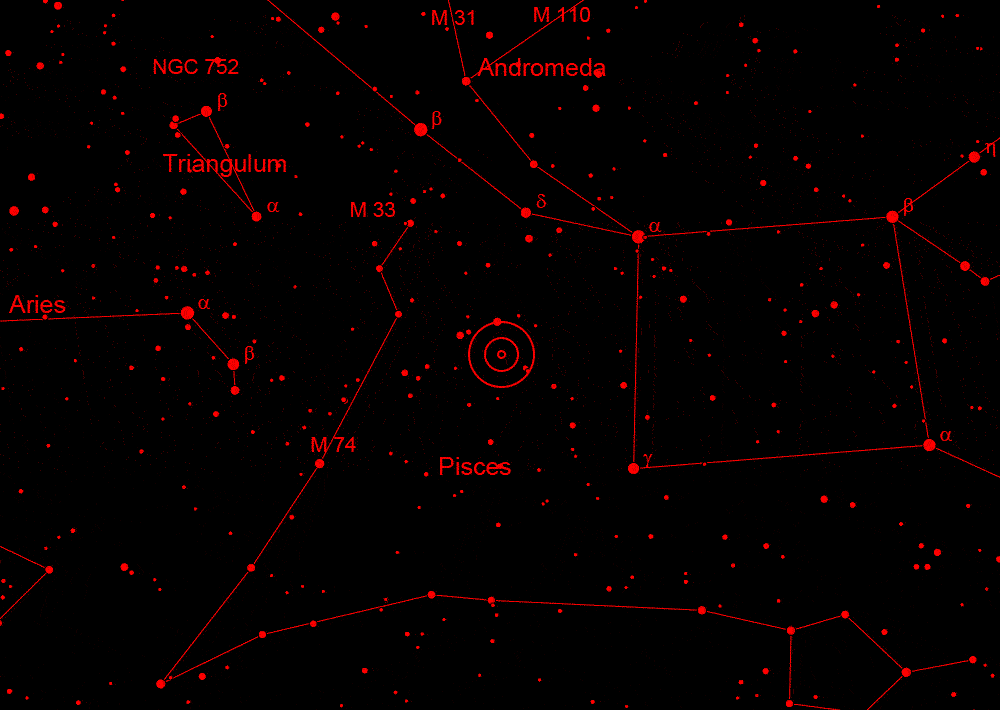 M 31
M 110
NGC 752
Andromeda
β
β
η
Triangulum
δ
β
α
M 33
α
Aries
α
β
M 74
α
γ
Pisces